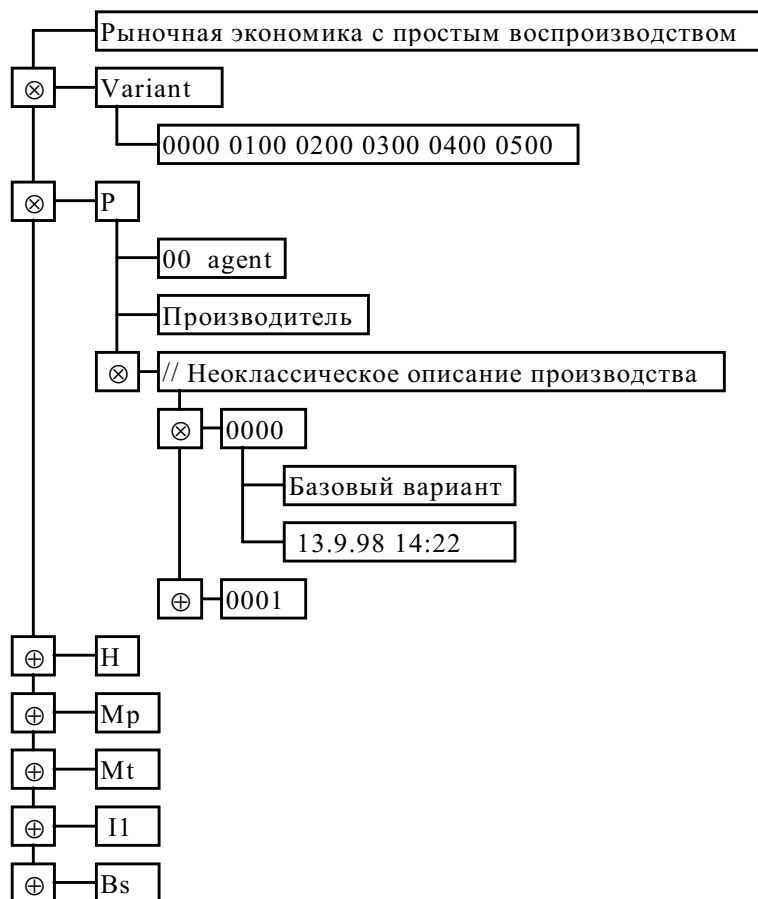 Рыночная экономика с простым воспроизводством
⊗ Variant
0000 0100 0200 0300 0400 0500
⊗ P
00 agent
Производитель
⊗ // Неоклассическое описание производства
⊗ 0000
Базовый вариант
13.9.98 14:22
⊕ 0001
⊕ H
⊕ Mp
⊕ Mt
⊕ I1
⊕ Bs